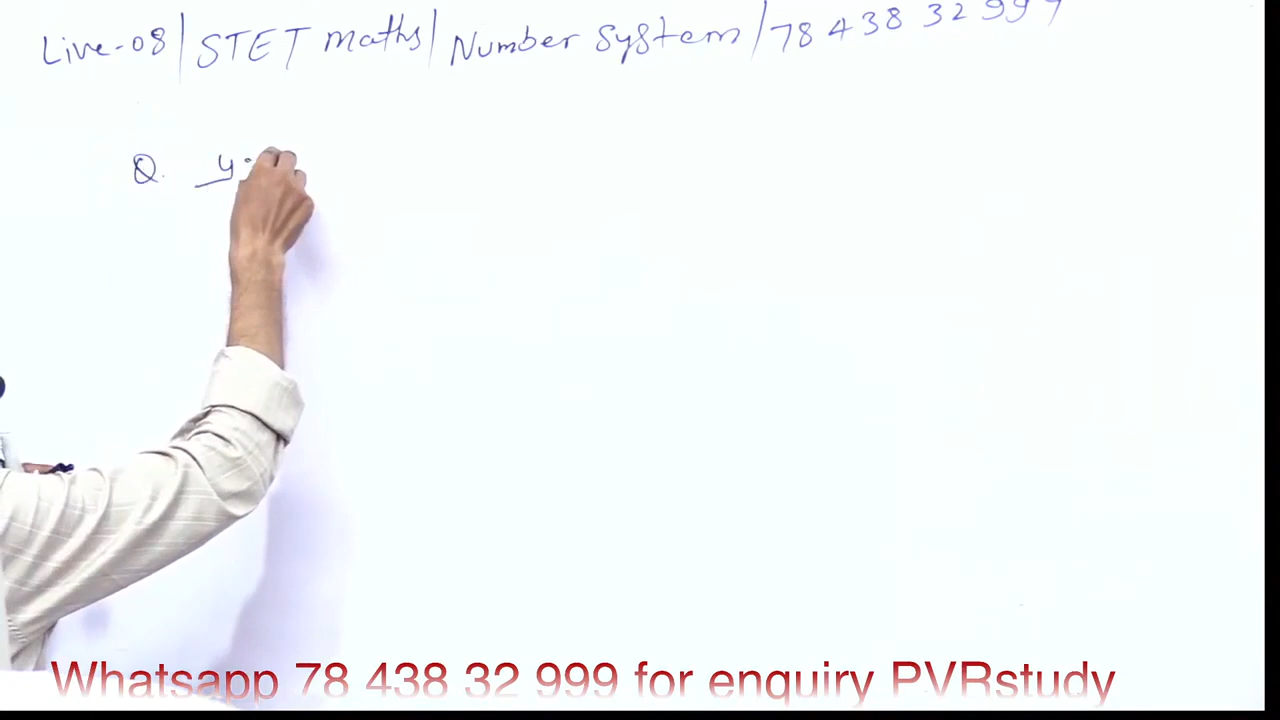 Live-08 | STET maths | Number System | 78 438 32 999
Q.
Whatsapp 78 438 32 999 for enquiry PVRstudy